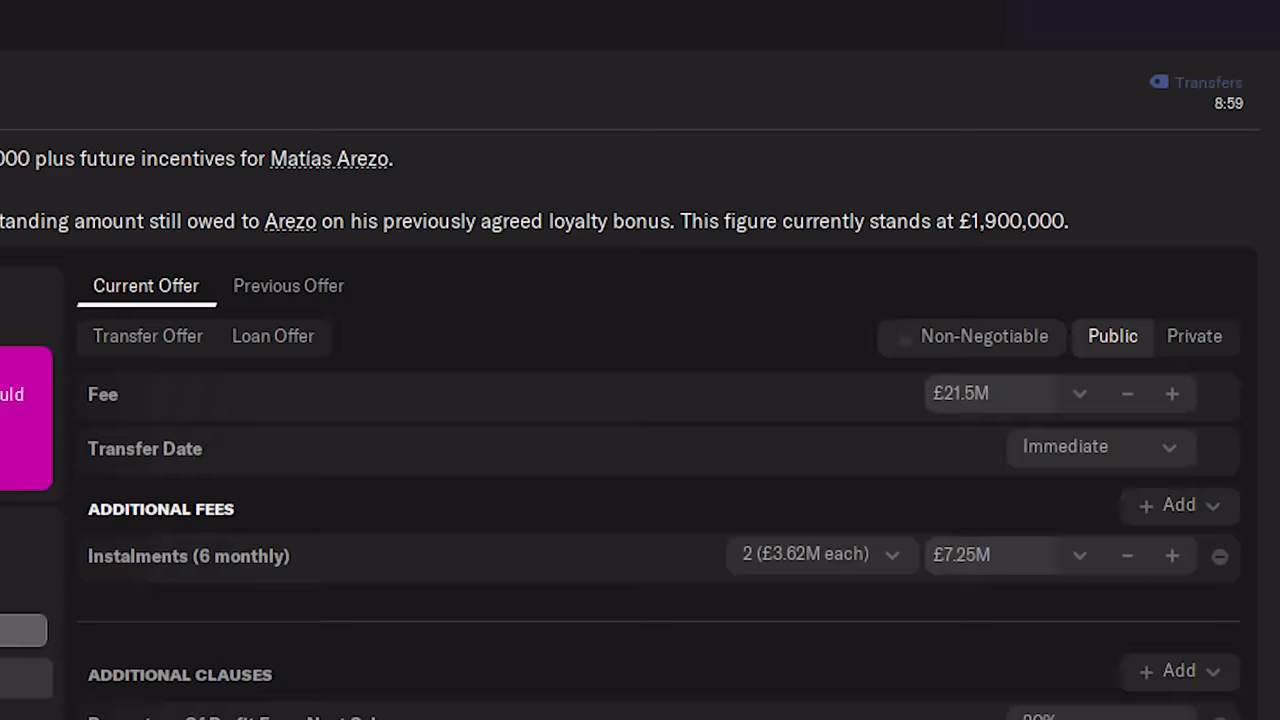 Transfers
8:59
000 plus future incentives for Matías Arezo.
tanding amount still owed to Arezo on his previously agreed loyalty bonus. This figure currently stands at £1,900,000.
Current Offer Previous Offer
Transfer Offer Loan Offer Non-Negotiable Public Private
uld
Fee £21.5M
Transfer Date Immediate
ADDITIONAL FEES + Add
Instalments (6 monthly) 2 (£3.62M each) £7.25M
ADDITIONAL CLAUSES + Add